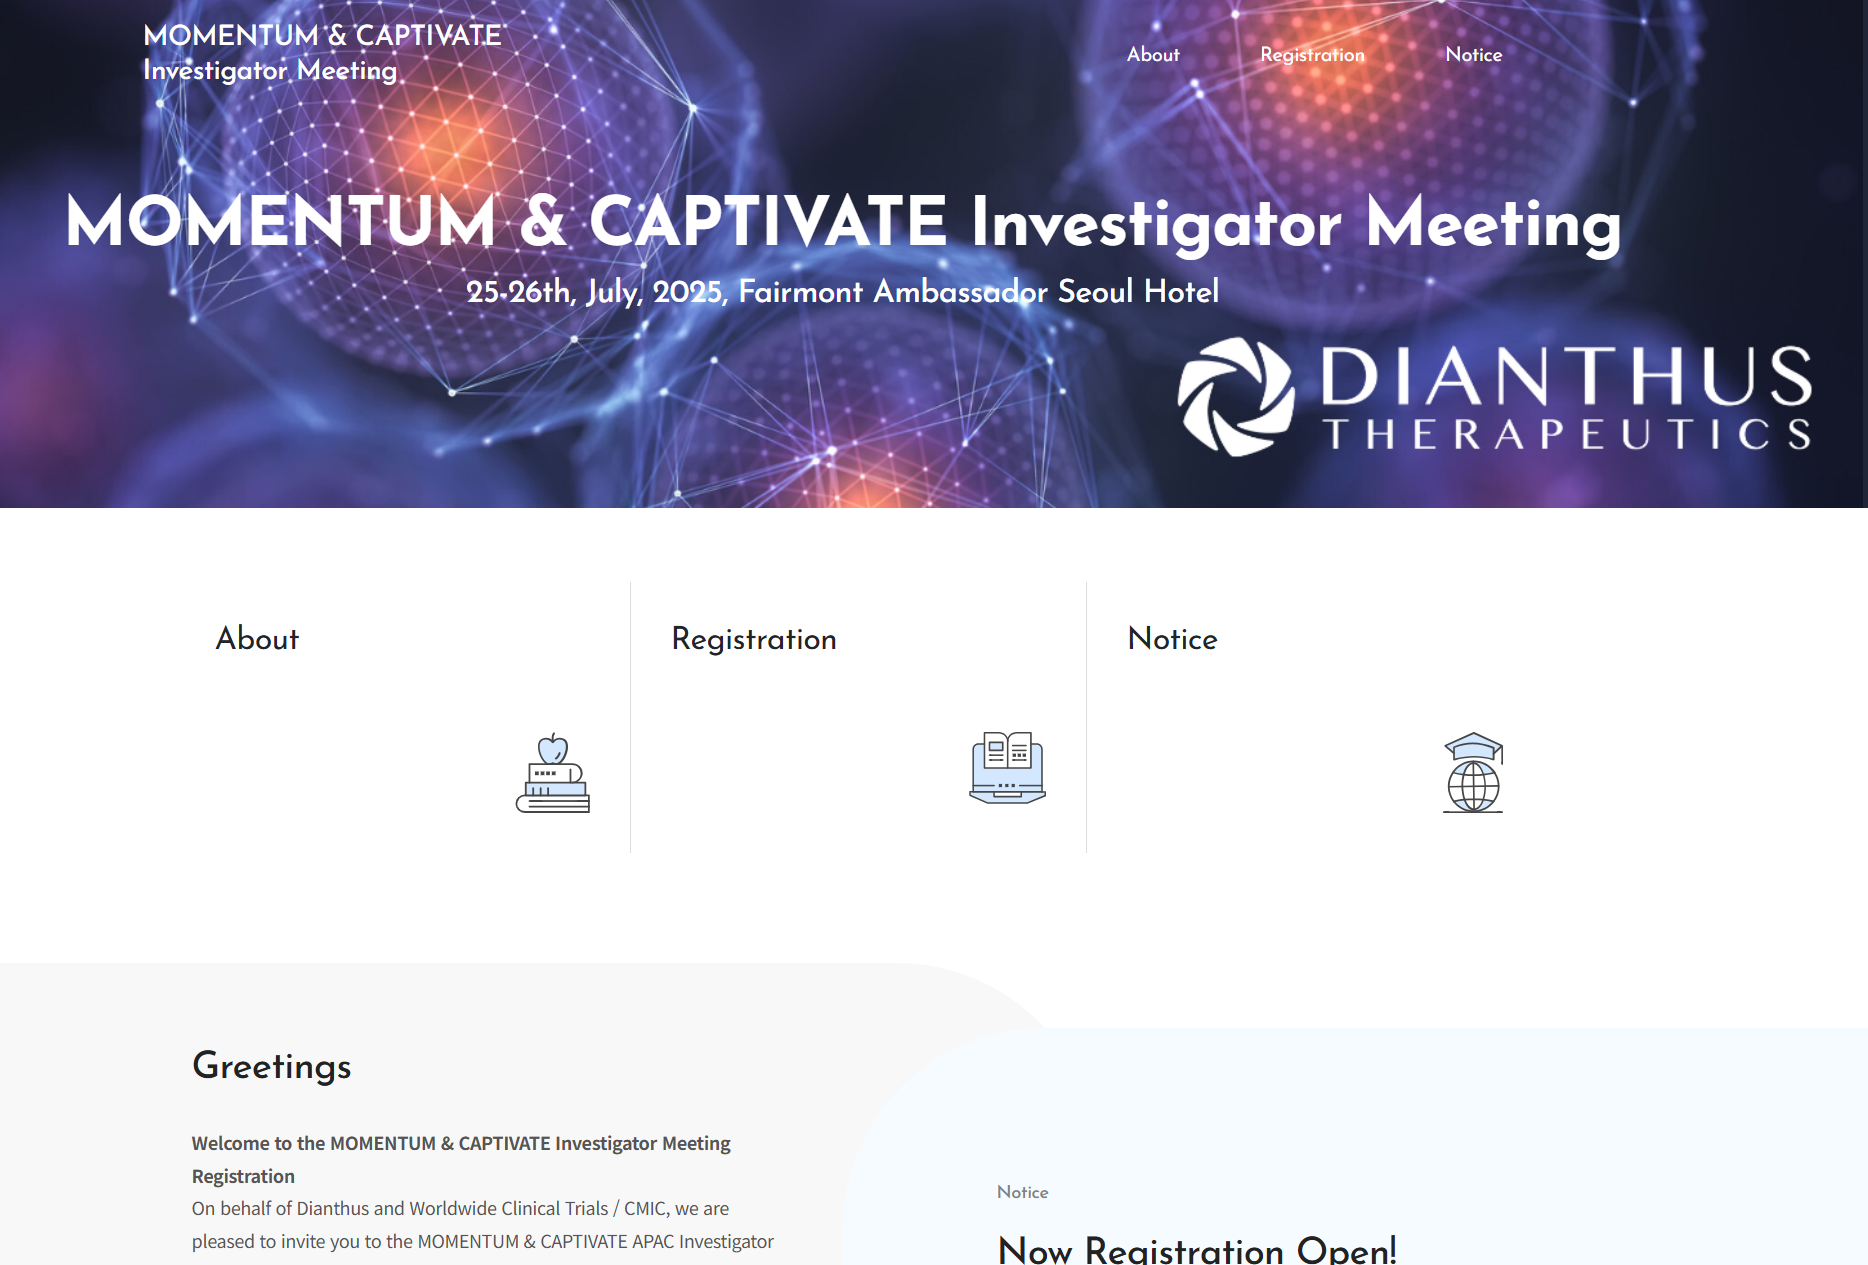 MOMENTUM & CAPTIVATE
Investigator Meeting
About
Registration
Notice
MOMENTUM & CAPTIVATE Investigator Meeting
25-26th, July, 2025, Fairmont Ambassador Seoul Hotel
DIANTHUS
THERAPEUTICS
About
Registration
Notice
Greetings
Welcome to the MOMENTUM & CAPTIVATE Investigator Meeting
Registration
On behalf of Dianthus and Worldwide Clinical Trials / CMIC, we are
pleased to invite you to the MOMENTUM & CAPTIVATE APAC Investigator
Notice
Now Registration Open!